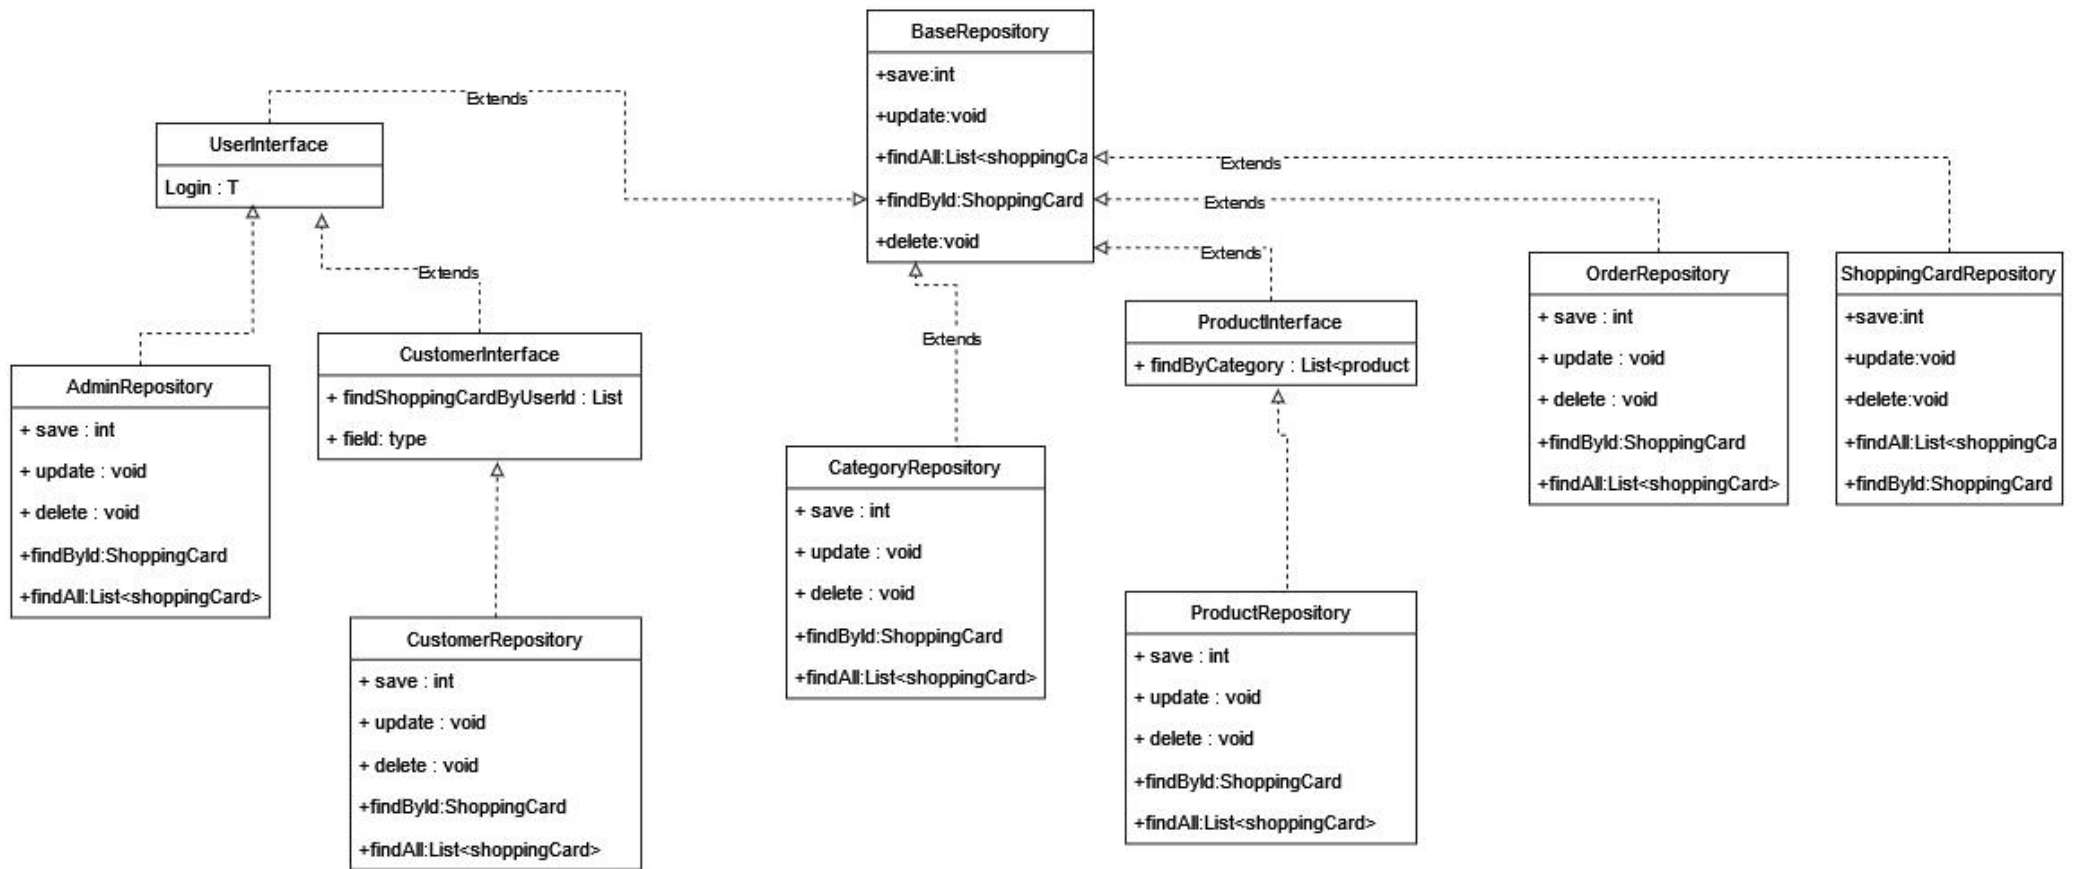 BaseRepository
+save:int
+update:void
+findAll:List<shoppingCa
+findById:ShoppingCard
+delete:void
Extends
UserInterface
Login : T
Extends
Extends
Extends
Extends
Extends
AdminRepository
+ save : int
+ update : void
+ delete : void
+findById:ShoppingCard
+findAll:List<shoppingCard>
CustomerInterface
+ findShoppingCardByUserId : List
+ field: type
CustomerRepository
+ save : int
+ update : void
+ delete : void
+findById:ShoppingCard
+findAll:List<shoppingCard>
CategoryRepository
+ save : int
+ update : void
+ delete : void
+findById:ShoppingCard
+findAll:List<shoppingCard>
ProductInterface
+ findByCategory : List<product
ProductRepository
+ save : int
+ update : void
+ delete : void
+findById:ShoppingCard
+findAll:List<shoppingCard>
OrderRepository
+ save : int
+ update : void
+ delete : void
+findById:ShoppingCard
+findAll:List<shoppingCard>
ShoppingCardRepository
+save:int
+update:void
+delete:void
+findAll:List<shoppingCa
+findById:ShoppingCard